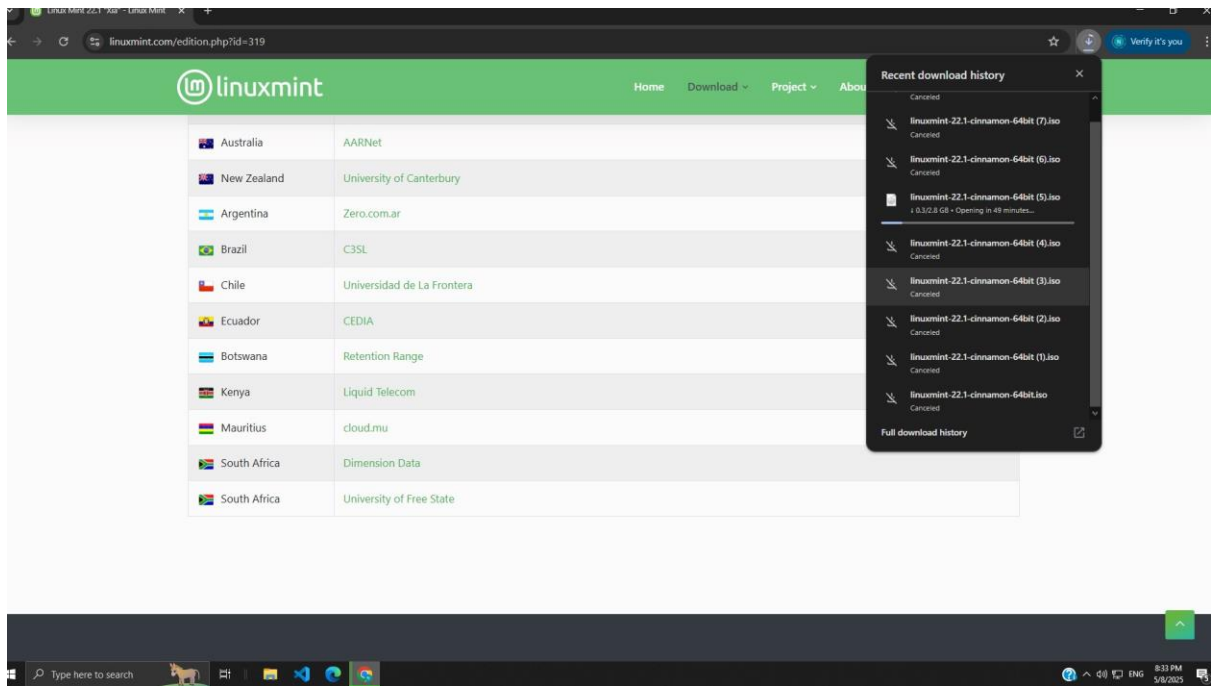 Linux Mint 22.1 "Xia" - Linux Mint
linuxmint.com/edition.php?id=319
Verify it's you
linuxmint
Home Download Project Abou
Recent download history
Canceled
linuxmint-22.1-cinnamon-64bit (7).iso
Canceled
linuxmint-22.1-cinnamon-64bit (6).iso
Canceled
linuxmint-22.1-cinnamon-64bit (5).iso
↓ 0.3/2.8 GB • Opening in 49 minutes...
linuxmint-22.1-cinnamon-64bit (4).iso
Canceled
linuxmint-22.1-cinnamon-64bit (3).iso
Canceled
linuxmint-22.1-cinnamon-64bit (2).iso
Canceled
linuxmint-22.1-cinnamon-64bit (1).iso
Canceled
linuxmint-22.1-cinnamon-64bit.iso
Canceled
Full download history
Australia AARNet
New Zealand University of Canterbury
Argentina Zero.com.ar
Brazil C3SL
Chile Universidad de La Frontera
Ecuador CEDIA
Botswana Retention Range
Kenya Liquid Telecom
Mauritius cloud.mu
South Africa Dimension Data
South Africa University of Free State
Type here to search
ENG
8:33 PM
5/8/2025